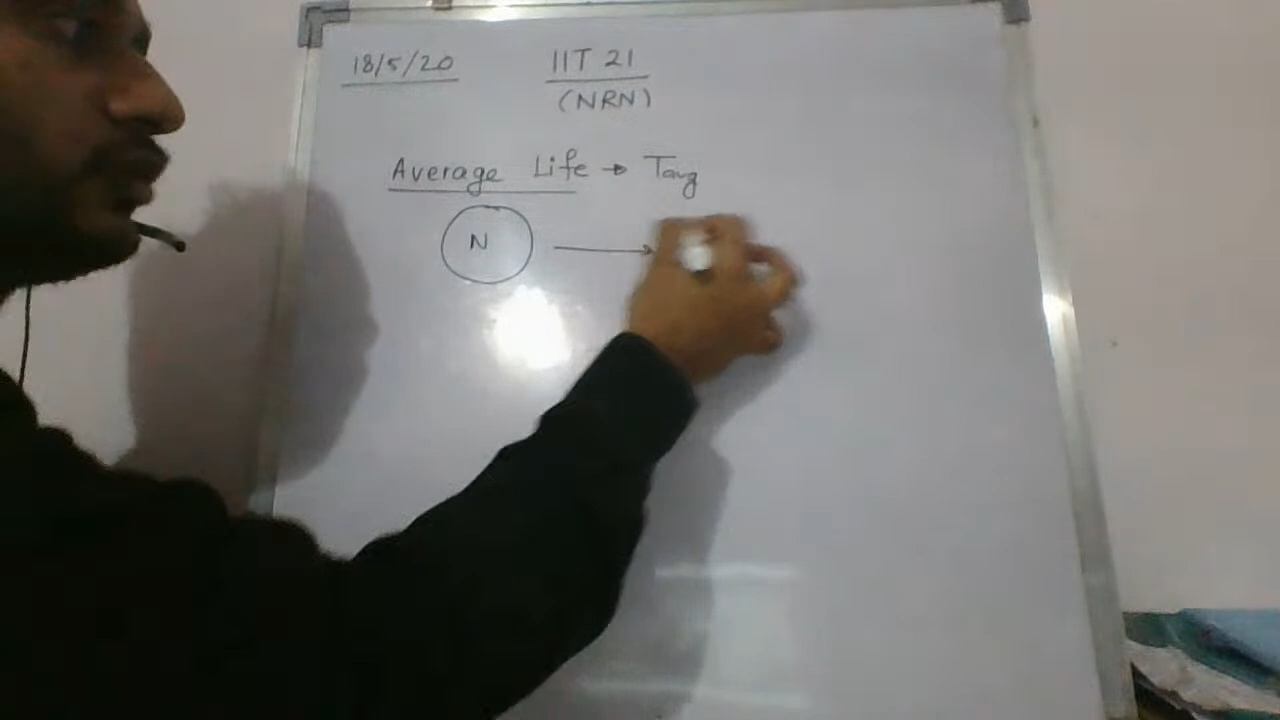 18/5/20
IIT 21
(NRN)
Average Life → Tavg
N